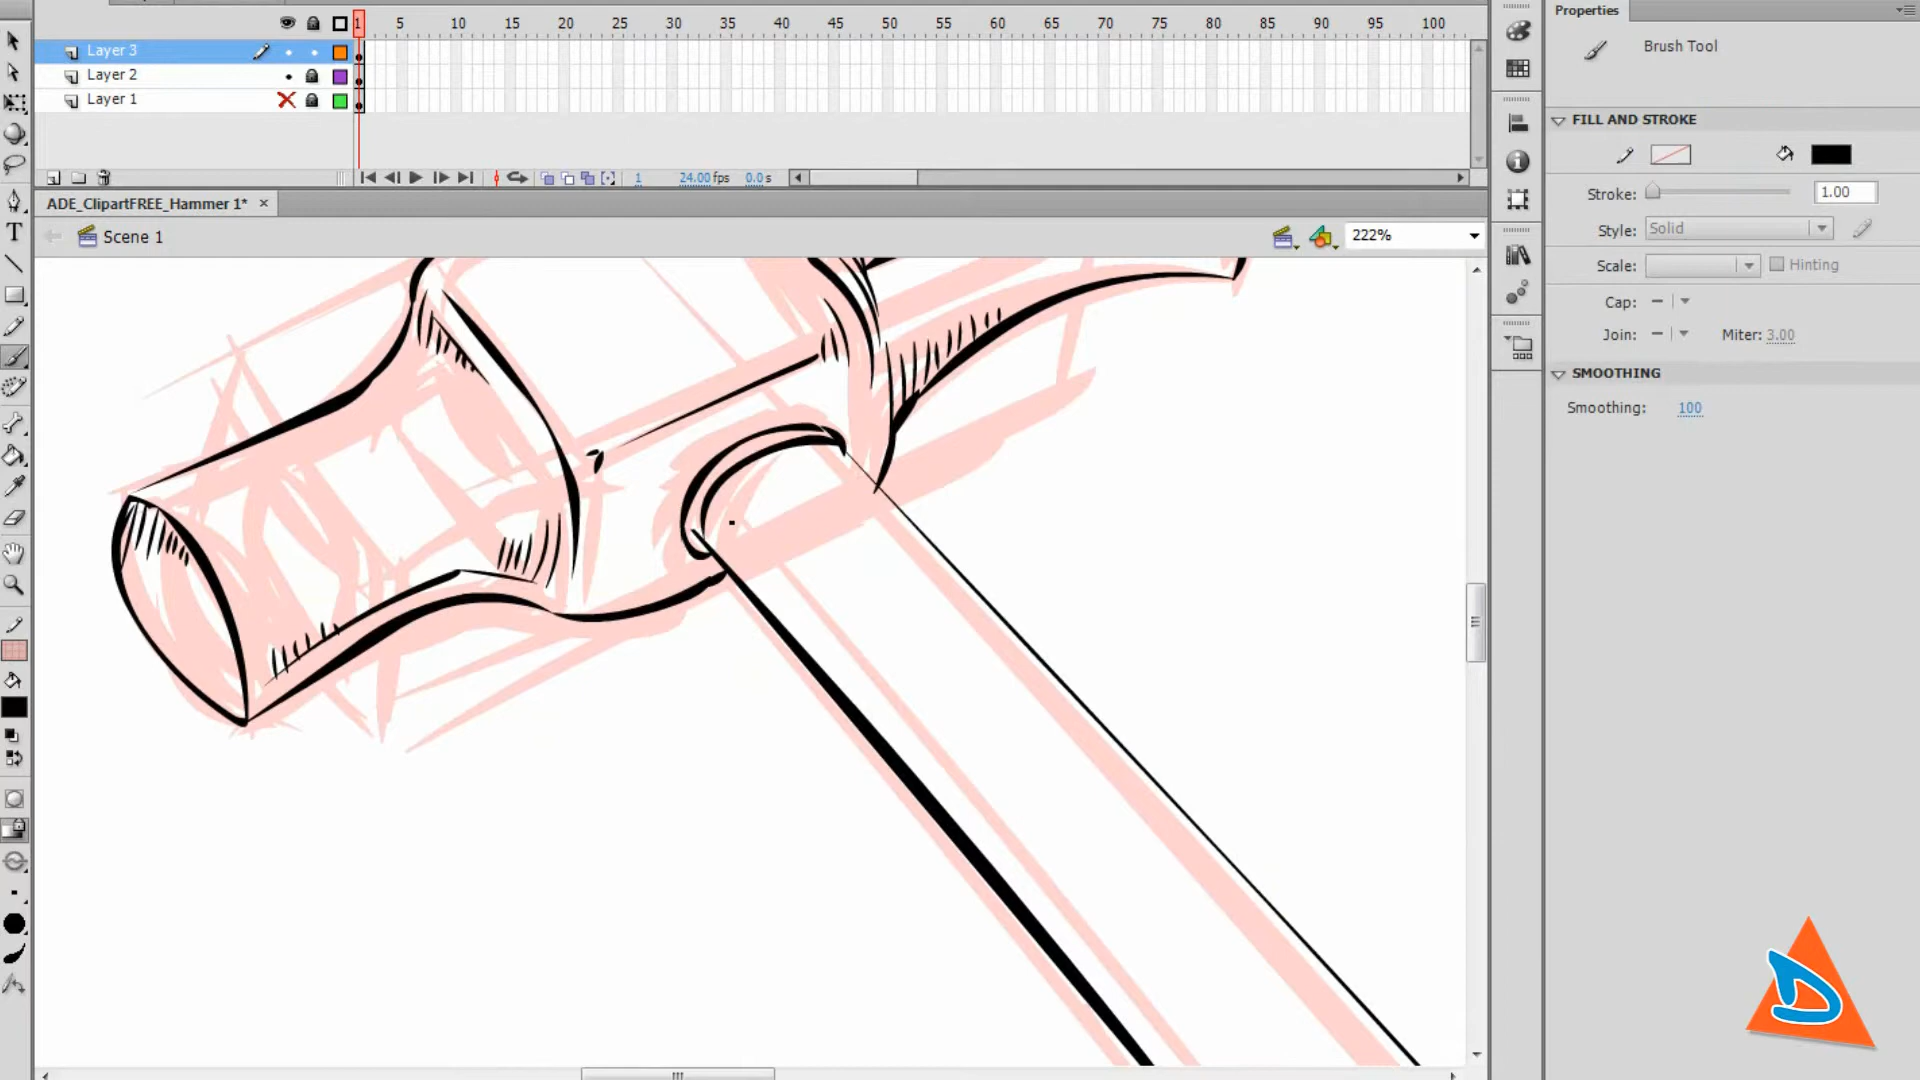 Properties
1 5 10 15 20 25 30 35 40 45 50 55 60 65 70 75 80 85 90 95 100
Layer 3
Brush Tool
Layer 2
Layer 1
FILL AND STROKE
1 24.00 fps 0.0 s
Stroke: 1.00
ADE_ClipartFREE_Hammer 1* ×
Style: Solid
Scene 1
222%
Scale: Hinting
Cap:
Join: Miter: 3.00
SMOOTHING
Smoothing: 100
T
D